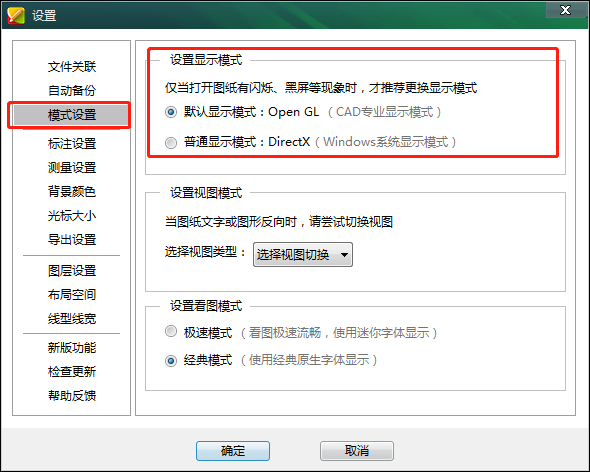 设置
X
文件关联
自动备份
模式设置
标注设置
测量设置
背景颜色
光标大小
导出设置
图层设置
布局空间
线型线宽
新版功能
检查更新
帮助反馈
设置显示模式
仅当打开图纸有闪烁、黑屏等现象时，才推荐更换显示模式
默认显示模式：Open GL（CAD专业显示模式）
普通显示模式：DirectX（Windows系统显示模式）
设置视图模式
当图纸文字或图形反向时，请尝试切换视图
选择视图类型： 选择视图切换
设置看图模式
极速模式（看图极速流畅，使用迷你字体显示）
经典模式（使用经典原生字体显示）
确定 取消